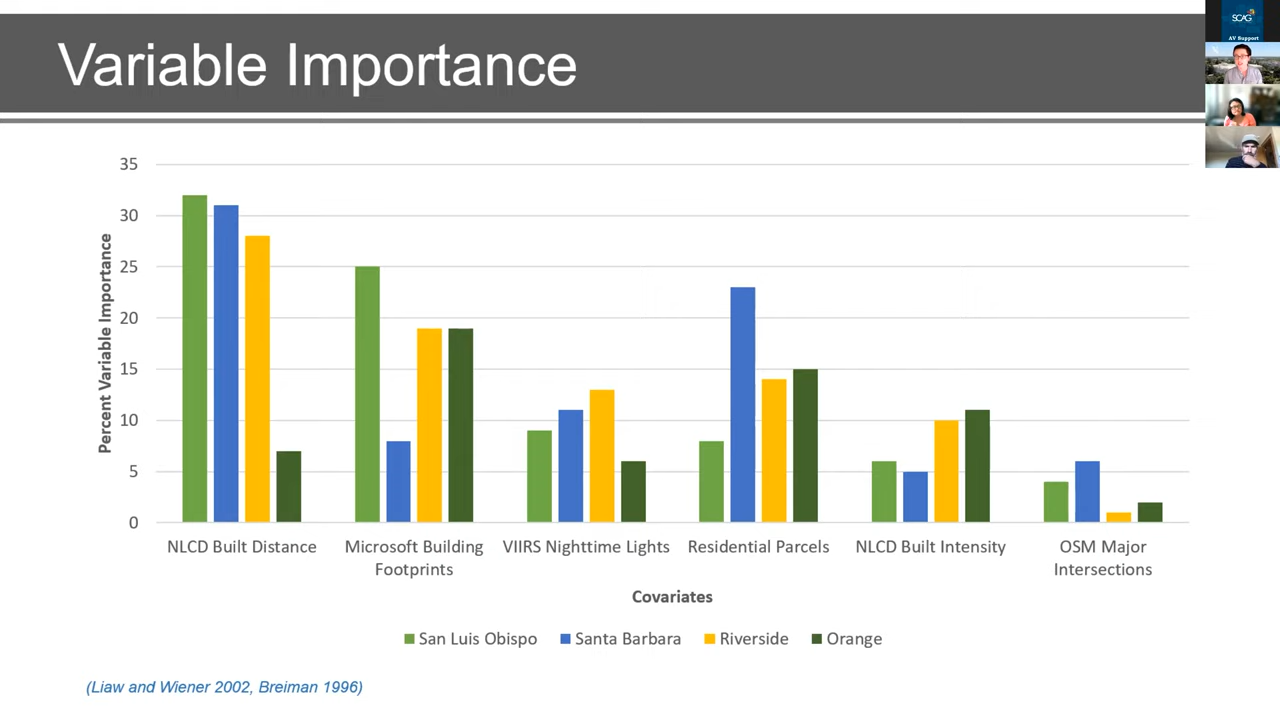 Variable Importance
SCAG
AV Support
35
30
25
20
15
10
5
0
Percent Variable Importance
NLCD Built Distance
Microsoft Building
Footprints
VIIRS Nighttime Lights
Residential Parcels
NLCD Built Intensity
OSM Major
Intersections
Covariates
San Luis Obispo
Santa Barbara
Riverside
Orange
(Liaw and Wiener 2002, Breiman 1996)